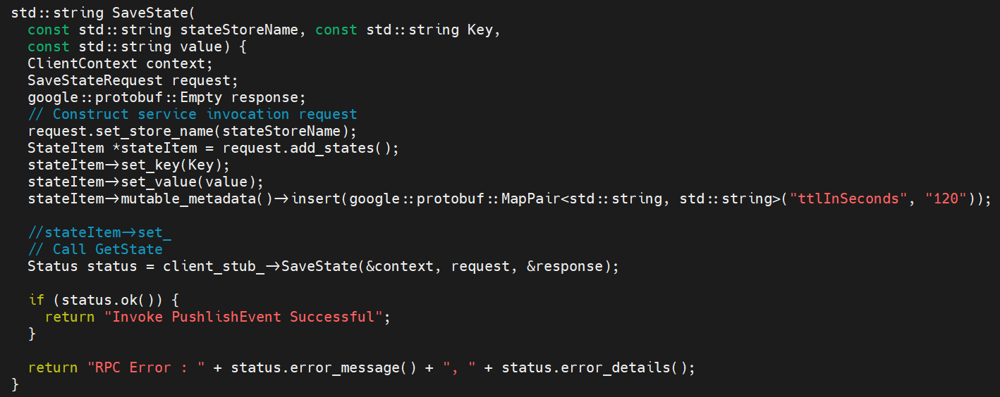 std::string SaveState(
  const std::string stateStoreName, const std::string Key,
  const std::string value) {
  ClientContext context;
  SaveStateRequest request;
  google::protobuf::Empty response;
  // Construct service invocation request
  request.set_store_name(stateStoreName);
  StateItem *stateItem = request.add_states();
  stateItem->set_key(Key);
  stateItem->set_value(value);
  stateItem->mutable_metadata()->insert(google::protobuf::MapPair<std::string, std::string>("ttlInSeconds", "120"));

  //stateItem->set_
  // Call GetState
  Status status = client_stub_->SaveState(&context, request, &response);

  if (status.ok()) {
    return "Invoke PushlishEvent Successful";
  }

  return "RPC Error : " + status.error_message() + ", " + status.error_details();
}